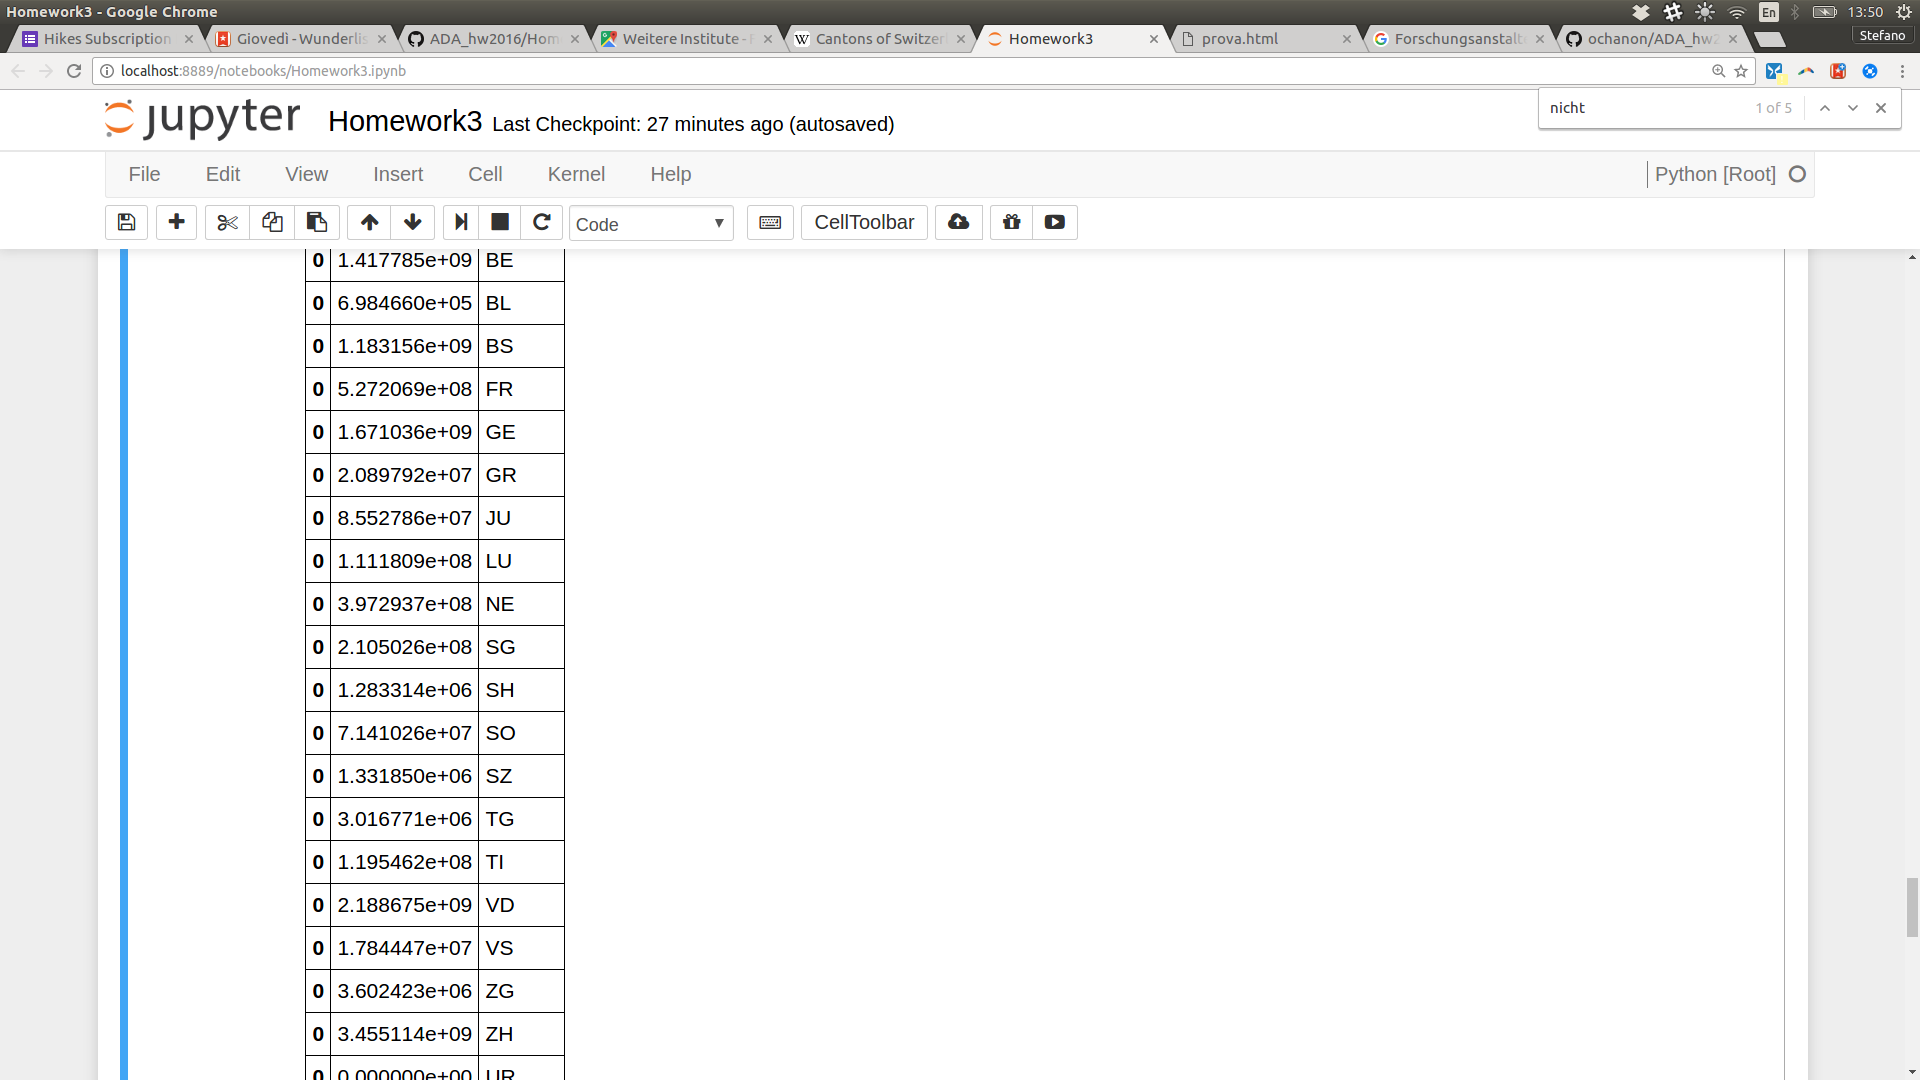 Homework3 - Google Chrome
En
13:50
Hikes Subscription
Giovedì - Wunderlis
ADA_hw2016/Hom
Weitere Institute - F
Cantons of Switzerl
Homework3
prova.html
Forschungsanstalt
ochanon/ADA_hw2
Stefano
localhost:8889/notebooks/Homework3.ipynb
nicht 1 of 5
jupyter Homework3 Last Checkpoint: 27 minutes ago (autosaved)
File Edit View Insert Cell Kernel Help Python [Root]
Code CellToolbar
0 1.417785e+09 BE
0 6.984660e+05 BL
0 1.183156e+09 BS
0 5.272069e+08 FR
0 1.671036e+09 GE
0 2.089792e+07 GR
0 8.552786e+07 JU
0 1.111809e+08 LU
0 3.972937e+08 NE
0 2.105026e+08 SG
0 1.283314e+06 SH
0 7.141026e+07 SO
0 1.331850e+06 SZ
0 3.016771e+06 TG
0 1.195462e+08 TI
0 2.188675e+09 VD
0 1.784447e+07 VS
0 3.602423e+06 ZG
0 3.455114e+09 ZH
0 0.000000e+00 UR